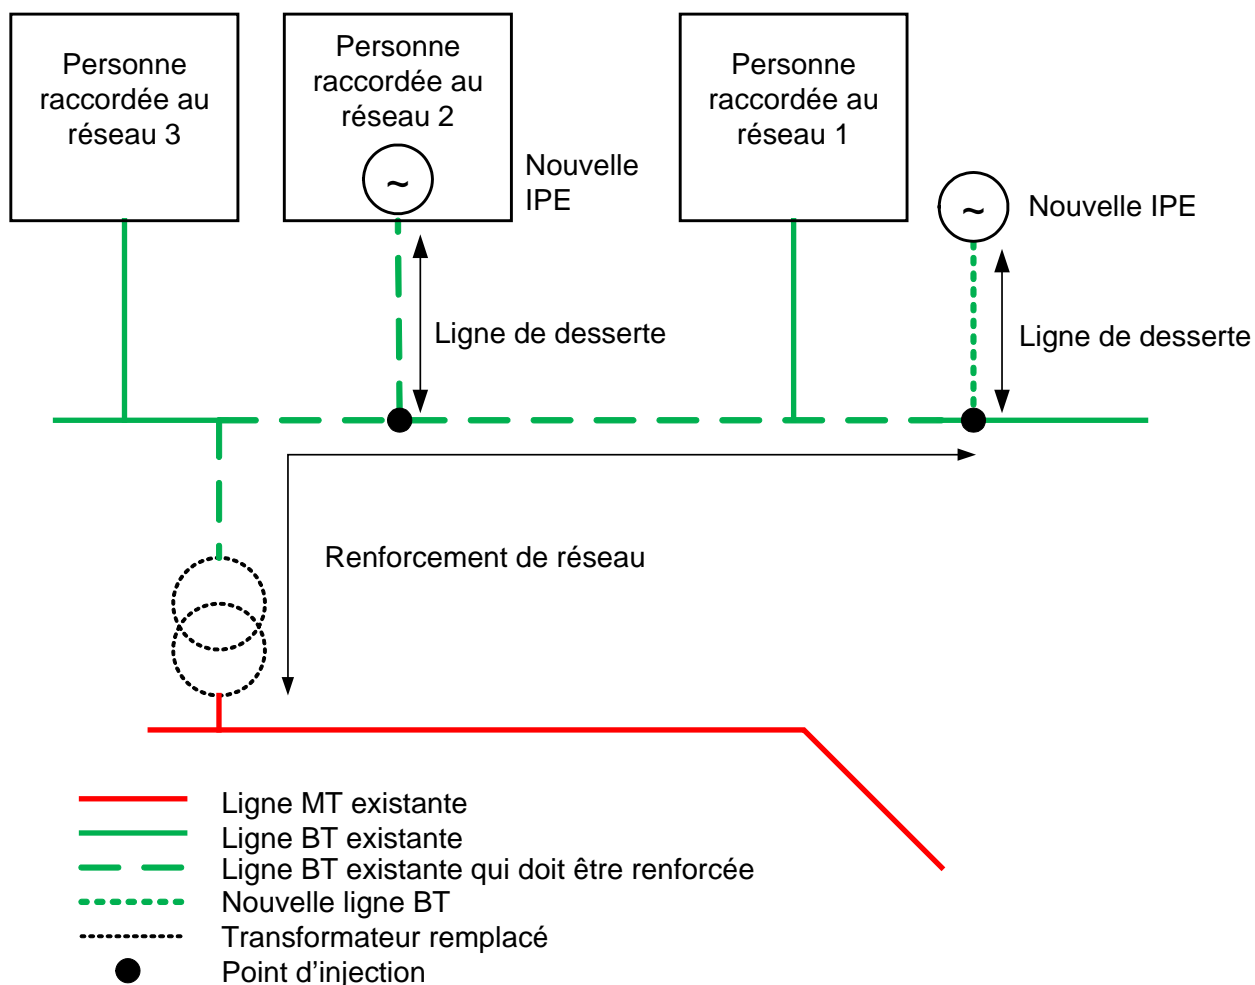 Personne
raccordée au
réseau 3
Personne
raccordée au
réseau 2
~
Nouvelle
IPE
Personne
raccordée au
réseau 1
~
Nouvelle IPE
Ligne de desserte
Ligne de desserte
Renforcement de réseau
Ligne MT existante
Ligne BT existante
Ligne BT existante qui doit être renforcée
Nouvelle ligne BT
Transformateur remplacé
Point d'injection